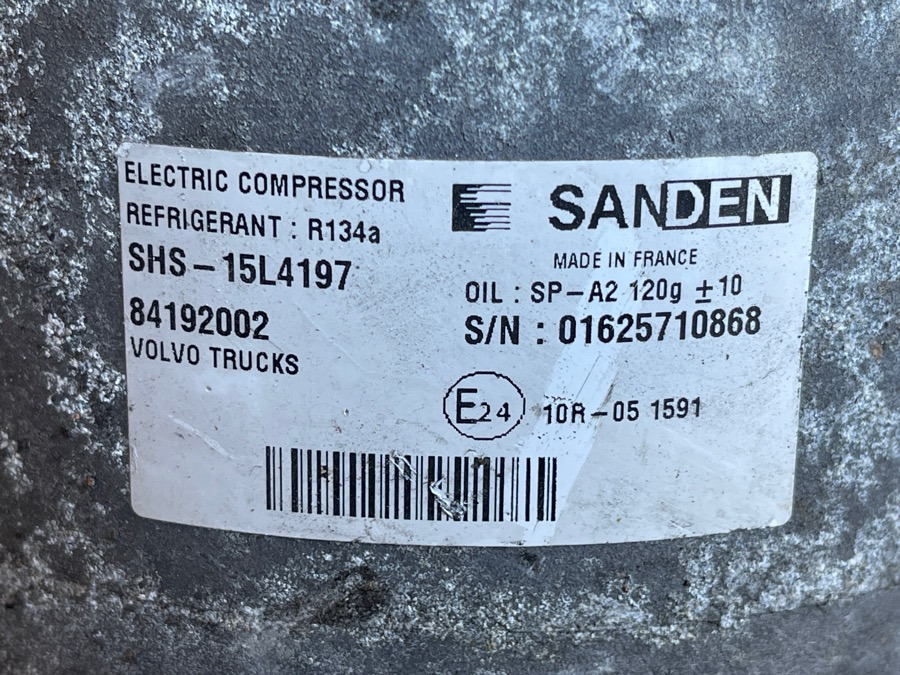 ELECTRIC COMPRESSOR
REFRIGERANT : R134a
SHS-15L4197
84192002
VOLVO TRUCKS
SANDEN
MADE IN FRANCE
OIL : SP-A2 120g ±10
S/N : 01625710868
E24 10R-05 1591